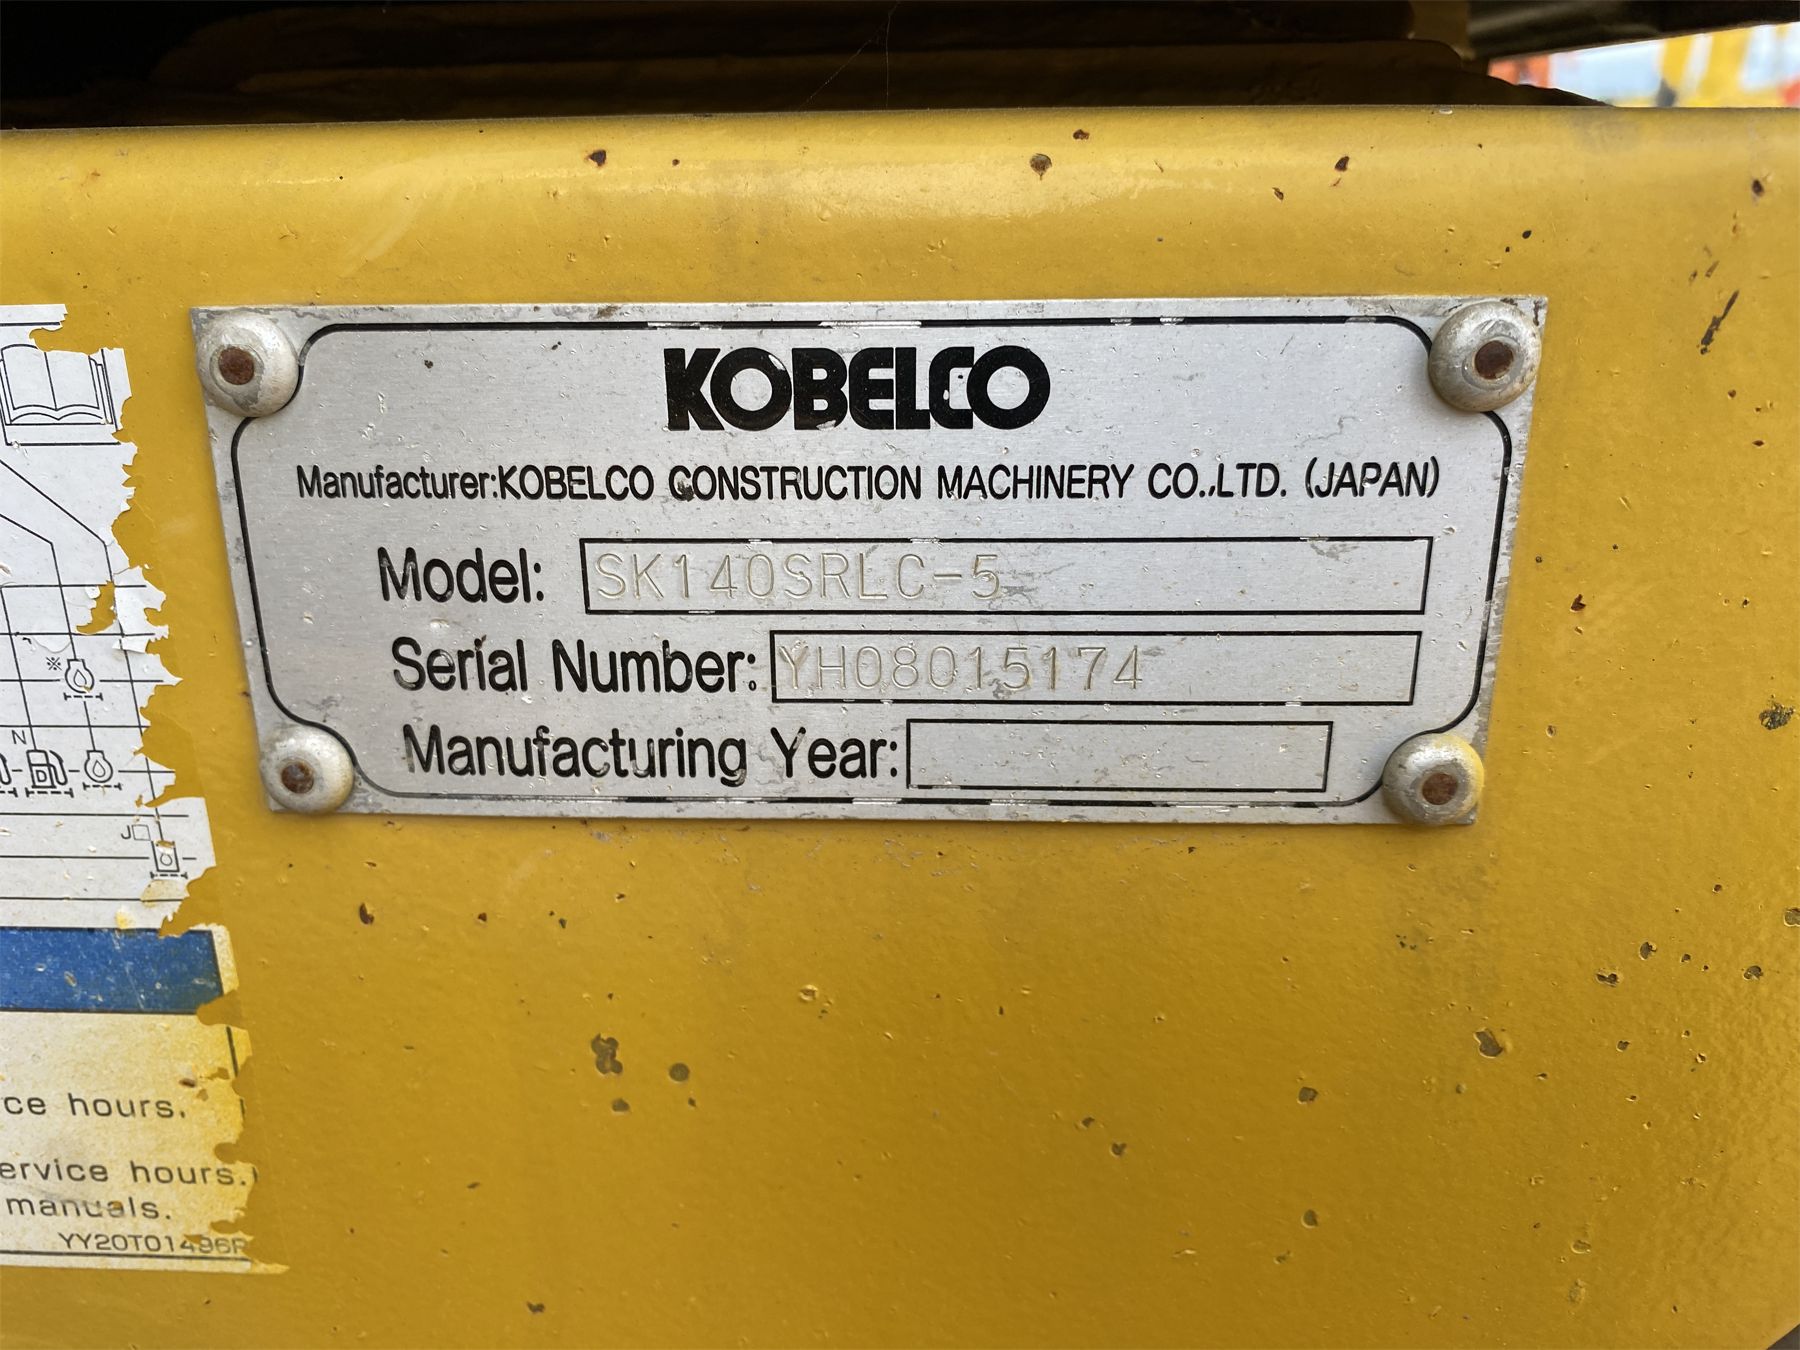 KOBELCO
Manufacturer:KOBELCO CONSTRUCTION MACHINERY CO.,LTD. (JAPAN)
Model: SK140SRLC-5
Serial Number: YH08015174
Manufacturing Year:
N
J
ce hours.
ervice hours.
manuals.
YY20T01496P